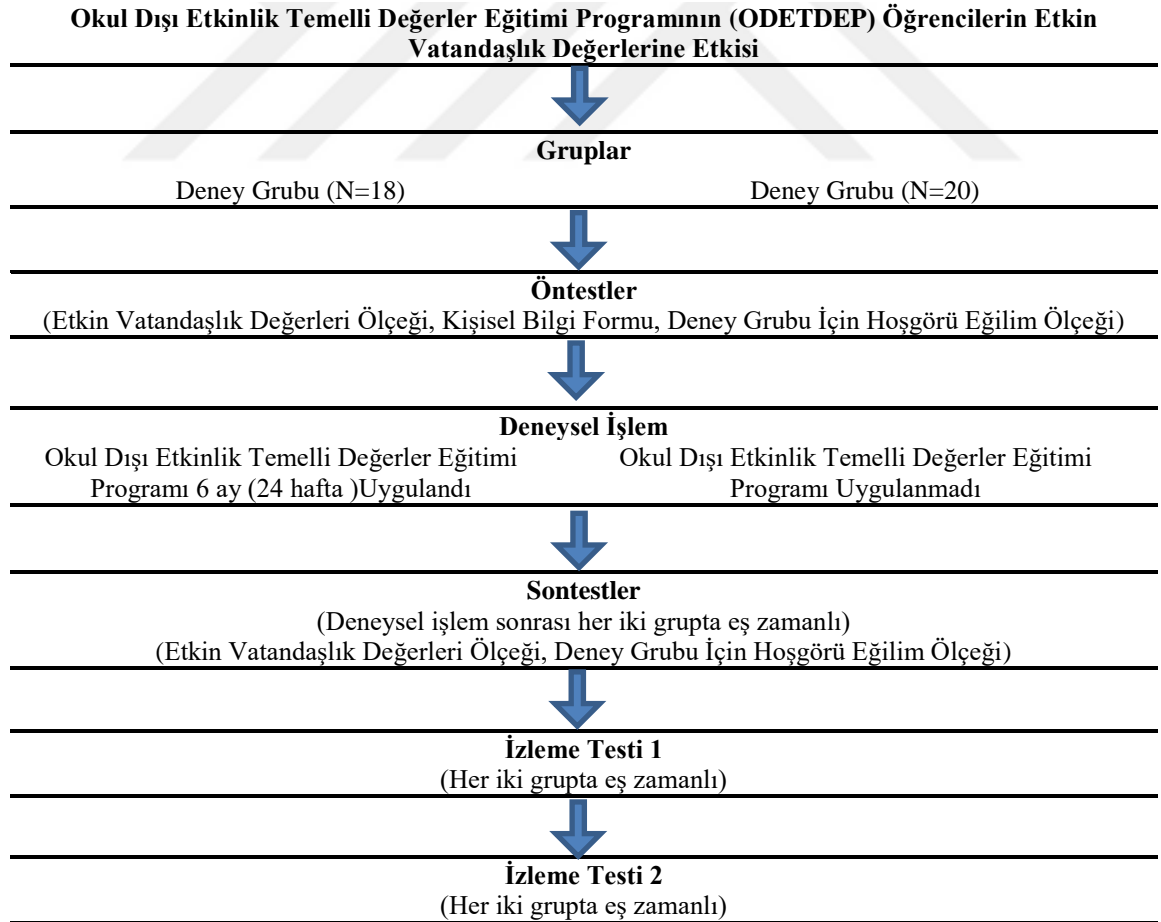 Okul Dışı Etkinlik Temelli Değerler Eğitimi Programının (ODETDEP) Öğrencilerin Etkin
Vatandaşlık Değerlerine Etkisi
Gruplar
Deney Grubu (N=18)
Deney Grubu (N=20)
Öntestler
(Etkin Vatandaşlık Değerleri Ölçeği, Kişisel Bilgi Formu, Deney Grubu İçin Hoşgörü Eğilim Ölçeği)
Deneysel İşlem
Okul Dışı Etkinlik Temelli Değerler Eğitimi
Programı 6 ay (24 hafta )Uygulandı
Okul Dışı Etkinlik Temelli Değerler Eğitimi
Programı Uygulanmadı
Sontestler
(Deneysel işlem sonrası her iki grupta eş zamanlı)
(Etkin Vatandaşlık Değerleri Ölçeği, Deney Grubu İçin Hoşgörü Eğilim Ölçeği)
İzleme Testi 1
(Her iki grupta eş zamanlı)
İzleme Testi 2
(Her iki grupta eş zamanlı)